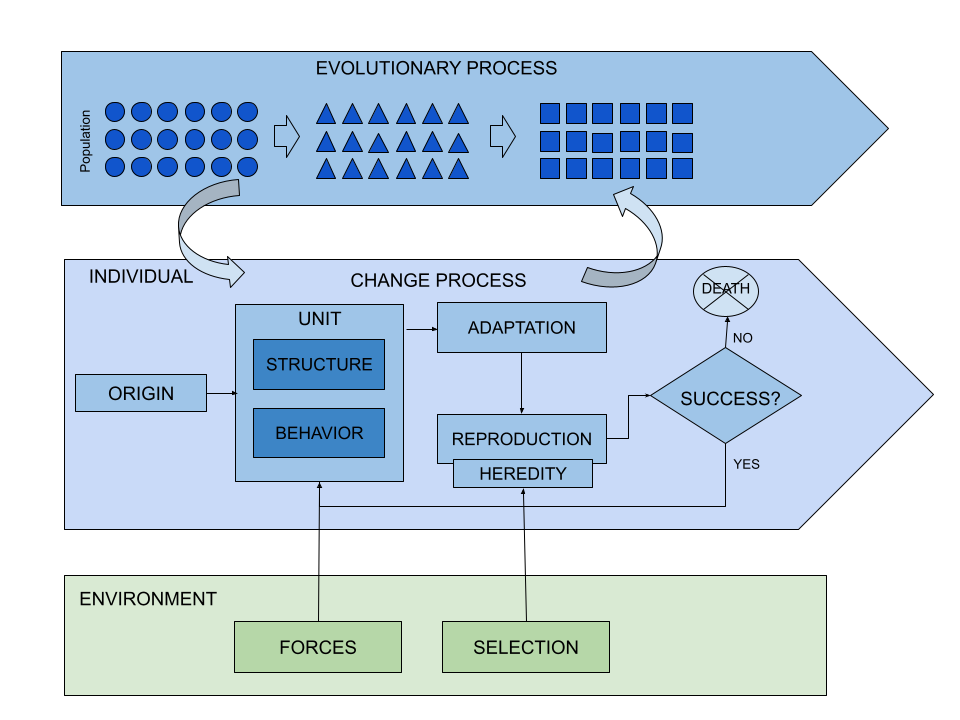 EVOLUTIONARY PROCESS
Population
INDIVIDUAL
CHANGE PROCESS
DEATH
UNIT
ADAPTATION
NO
STRUCTURE
ORIGIN
SUCCESS?
BEHAVIOR
REPRODUCTION
YES
HEREDITY
ENVIRONMENT
FORCES
SELECTION